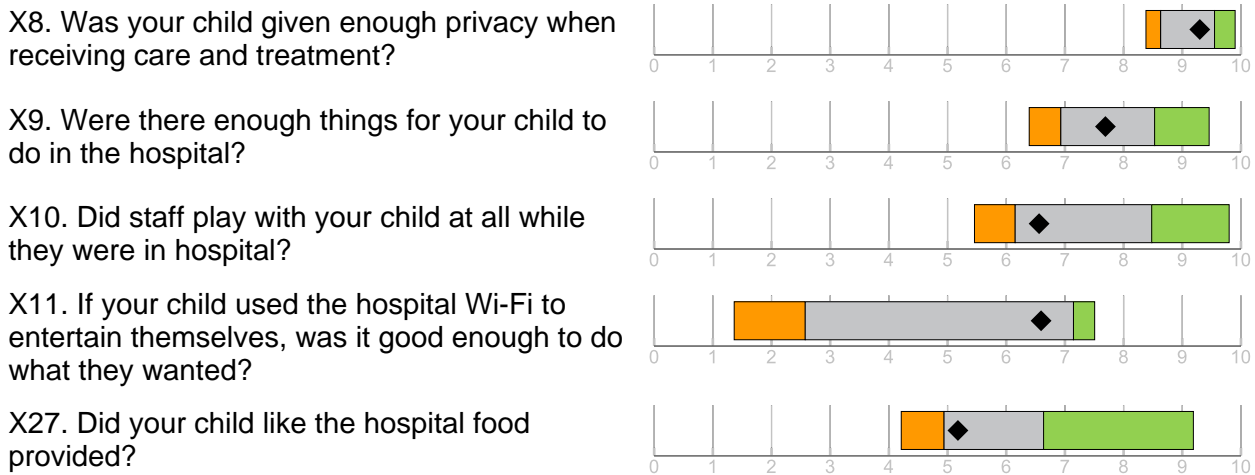 X8. Was your child given enough privacy when
receiving care and treatment?
0 1 2 3 4 5 6 7 8 9 10
X9. Were there enough things for your child to
do in the hospital?
0 1 2 3 4 5 6 7 8 9 10
X10. Did staff play with your child at all while
they were in hospital?
0 1 2 3 4 5 6 7 8 9 10
X11. If your child used the hospital Wi-Fi to
entertain themselves, was it good enough to do
what they wanted?
0 1 2 3 4 5 6 7 8 9 10
X27. Did your child like the hospital food
provided?
0 1 2 3 4 5 6 7 8 9 10